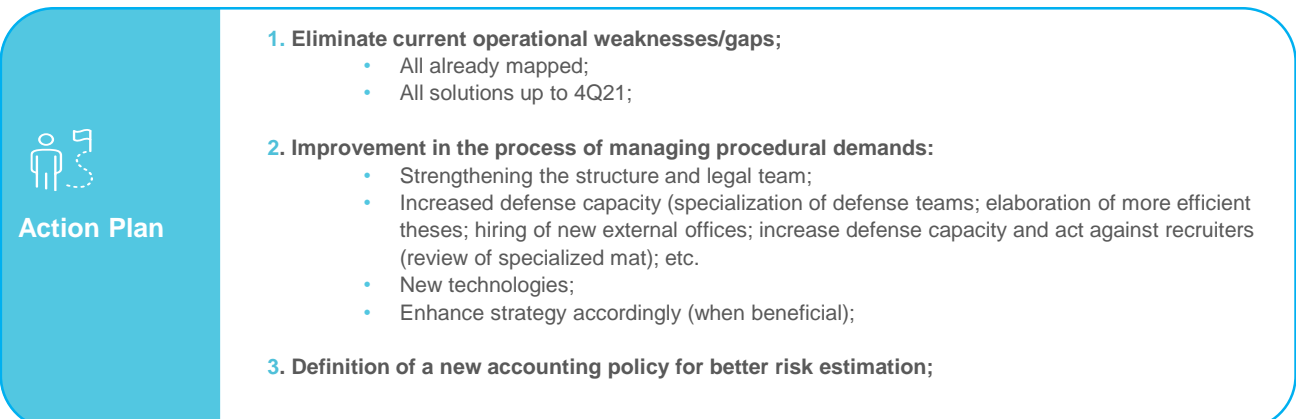 Action Plan
1. Eliminate current operational weaknesses/gaps;
• All already mapped;
• All solutions up to 4Q21;
2. Improvement in the process of managing procedural demands:
• Strengthening the structure and legal team;
• Increased defense capacity (specialization of defense teams; elaboration of more efficient
theses; hiring of new external offices; increase defense capacity and act against recruiters
(review of specialized mat); etc.
• New technologies;
• Enhance strategy accordingly (when beneficial);
3. Definition of a new accounting policy for better risk estimation;